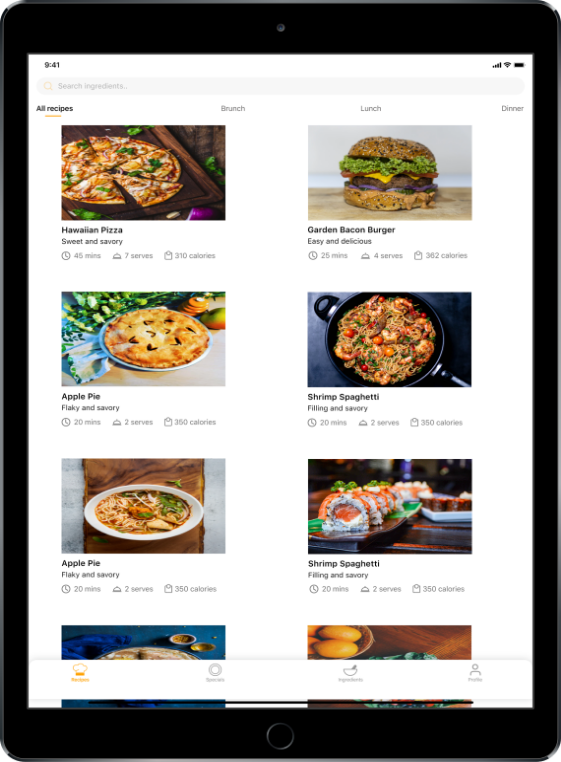 9:41
Search ingredients..
All recipes Brunch Lunch Dinner
Hawaiian Pizza
Sweet and savory
45 mins 7 serves 310 calories
Garden Bacon Burger
Easy and delicious
25 mins 4 serves 362 calories
Apple Pie
Flaky and savory
20 mins 2 serves 350 calories
Shrimp Spaghetti
Filling and savory
20 mins 2 serves 350 calories
Apple Pie
Flaky and savory
20 mins 2 serves 350 calories
Shrimp Spaghetti
Filling and savory
20 mins 2 serves 350 calories
Recipes Specials Ingredients Profile